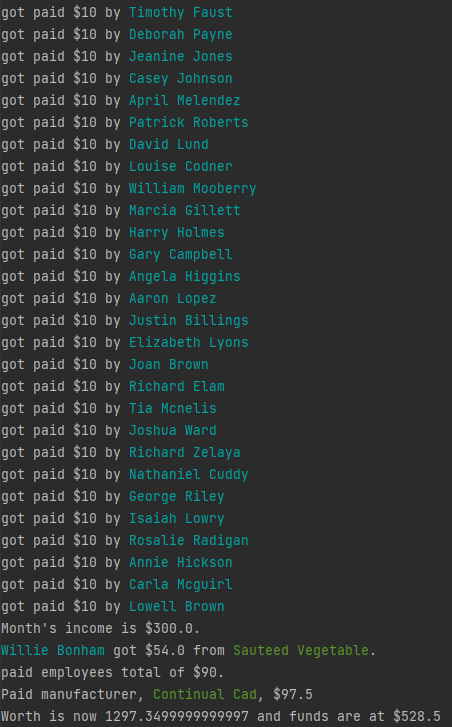 got paid $10 by Timothy Faust
got paid $10 by Deborah Payne
got paid $10 by Jeanine Jones
got paid $10 by Casey Johnson
got paid $10 by April Melendez
got paid $10 by Patrick Roberts
got paid $10 by David Lund
got paid $10 by Louise Codner
got paid $10 by William Mooberry
got paid $10 by Marcia Gillett
got paid $10 by Harry Holmes
got paid $10 by Gary Campbell
got paid $10 by Angela Higgins
got paid $10 by Aaron Lopez
got paid $10 by Justin Billings
got paid $10 by Elizabeth Lyons
got paid $10 by Joan Brown
got paid $10 by Richard Elam
got paid $10 by Tia Mcnelis
got paid $10 by Joshua Ward
got paid $10 by Richard Zelaya
got paid $10 by Nathaniel Cuddy
got paid $10 by George Riley
got paid $10 by Isaiah Lowry
got paid $10 by Rosalie Radigan
got paid $10 by Annie Hickson
got paid $10 by Carla Mcguirl
got paid $10 by Lowell Brown
Month's income is $300.0.
Willie Bonham got $54.0 from Sauteed Vegetable.
paid employees total of $90.
Paid manufacturer, Continual Cad, $97.5
Worth is now 1297.3499999999997 and funds are at $528.5